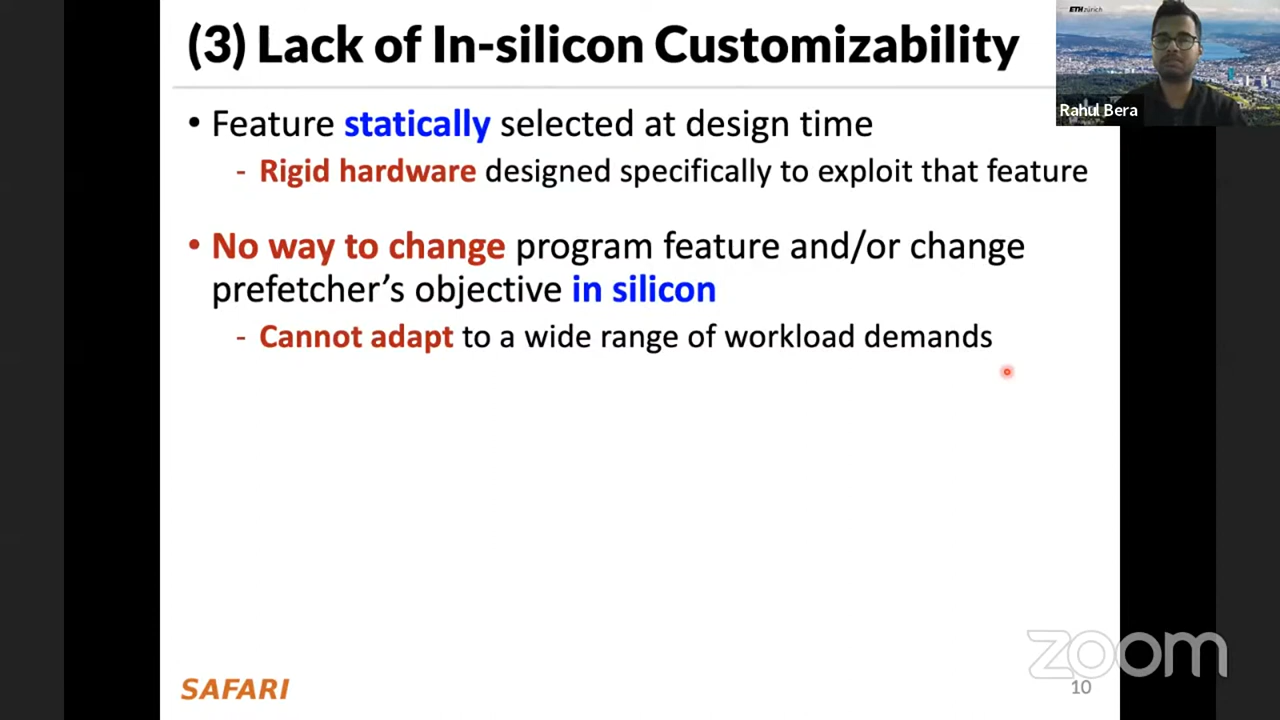 (3) Lack of In-silicon Customizability
ETH zürich
Rahul Bera
• Feature statically selected at design time
- Rigid hardware designed specifically to exploit that feature
• No way to change program feature and/or change
prefetcher's objective in silicon
- Cannot adapt to a wide range of workload demands
zoom
SAFARI
10